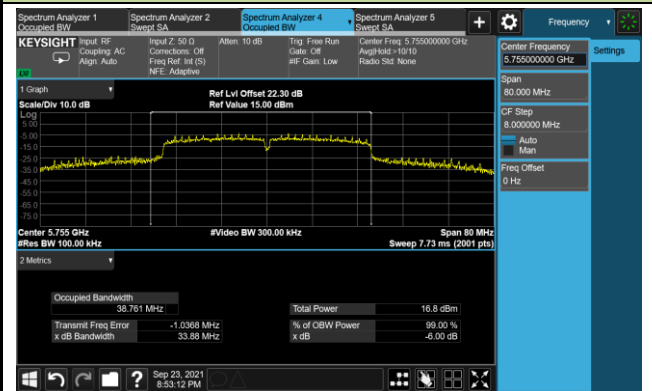 Spectrum Analyzer 1
Occupied BW
Spectrum Analyzer 2
Swept SA
Spectrum Analyzer 4
Occupied BW
Spectrum Analyzer 5
Swept SA
Frequency
KEYSIGHT
Input: RF
Coupling: AC
Align: Auto
Input Z: 50 Ω
Corrections: Off
Freq Ref: Int (S)
NFE: Adaptive
Atten: 10 dB
Trig: Free Run
Gate: Off
#IF Gain: Low
Center Freq: 5.755000000 GHz
Avg|Hold:>10/10
Radio Std: None
Center Frequency
5.755000000 GHz
Settings
Span
80.000 MHz
CF Step
8.000000 MHz
Auto
Man
Freq Offset
0 Hz
1 Graph
Scale/Div 10.0 dB
Ref Lvl Offset 22.30 dB
Ref Value 15.00 dBm
Log
5.00
-5.00
-15.0
-25.0
-35.0
-45.0
-55.0
-65.0
-75.0
Center 5.755 GHz
#Res BW 100.00 kHz
#Video BW 300.00 kHz
Span 80 MHz
Sweep 7.73 ms (2001 pts)
2 Metrics
Occupied Bandwidth
38.761 MHz
Total Power 16.8 dBm
Transmit Freq Error -1.0368 MHz
% of OBW Power 99.00 %
x dB Bandwidth 33.88 MHz
x dB -6.00 dB
Sep 23, 2021
8:53:12 PM